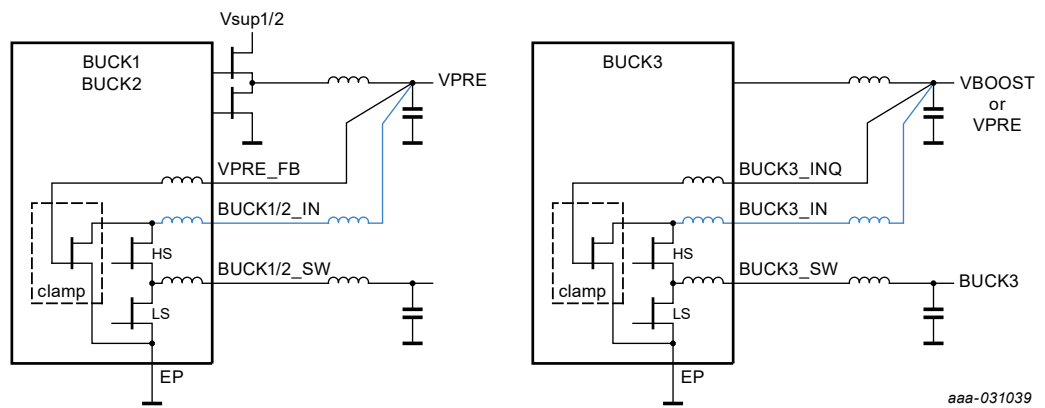 Vsup1/2
BUCK1
BUCK2
VPRE
VPRE_FB
BUCK1/2_IN
HS
BUCK1/2_SW
clamp
LS
EP
BUCK3
VBOOST
or
VPRE
BUCK3_INQ
BUCK3_IN
HS
BUCK3_SW
BUCK3
clamp
LS
EP
aaa-031039